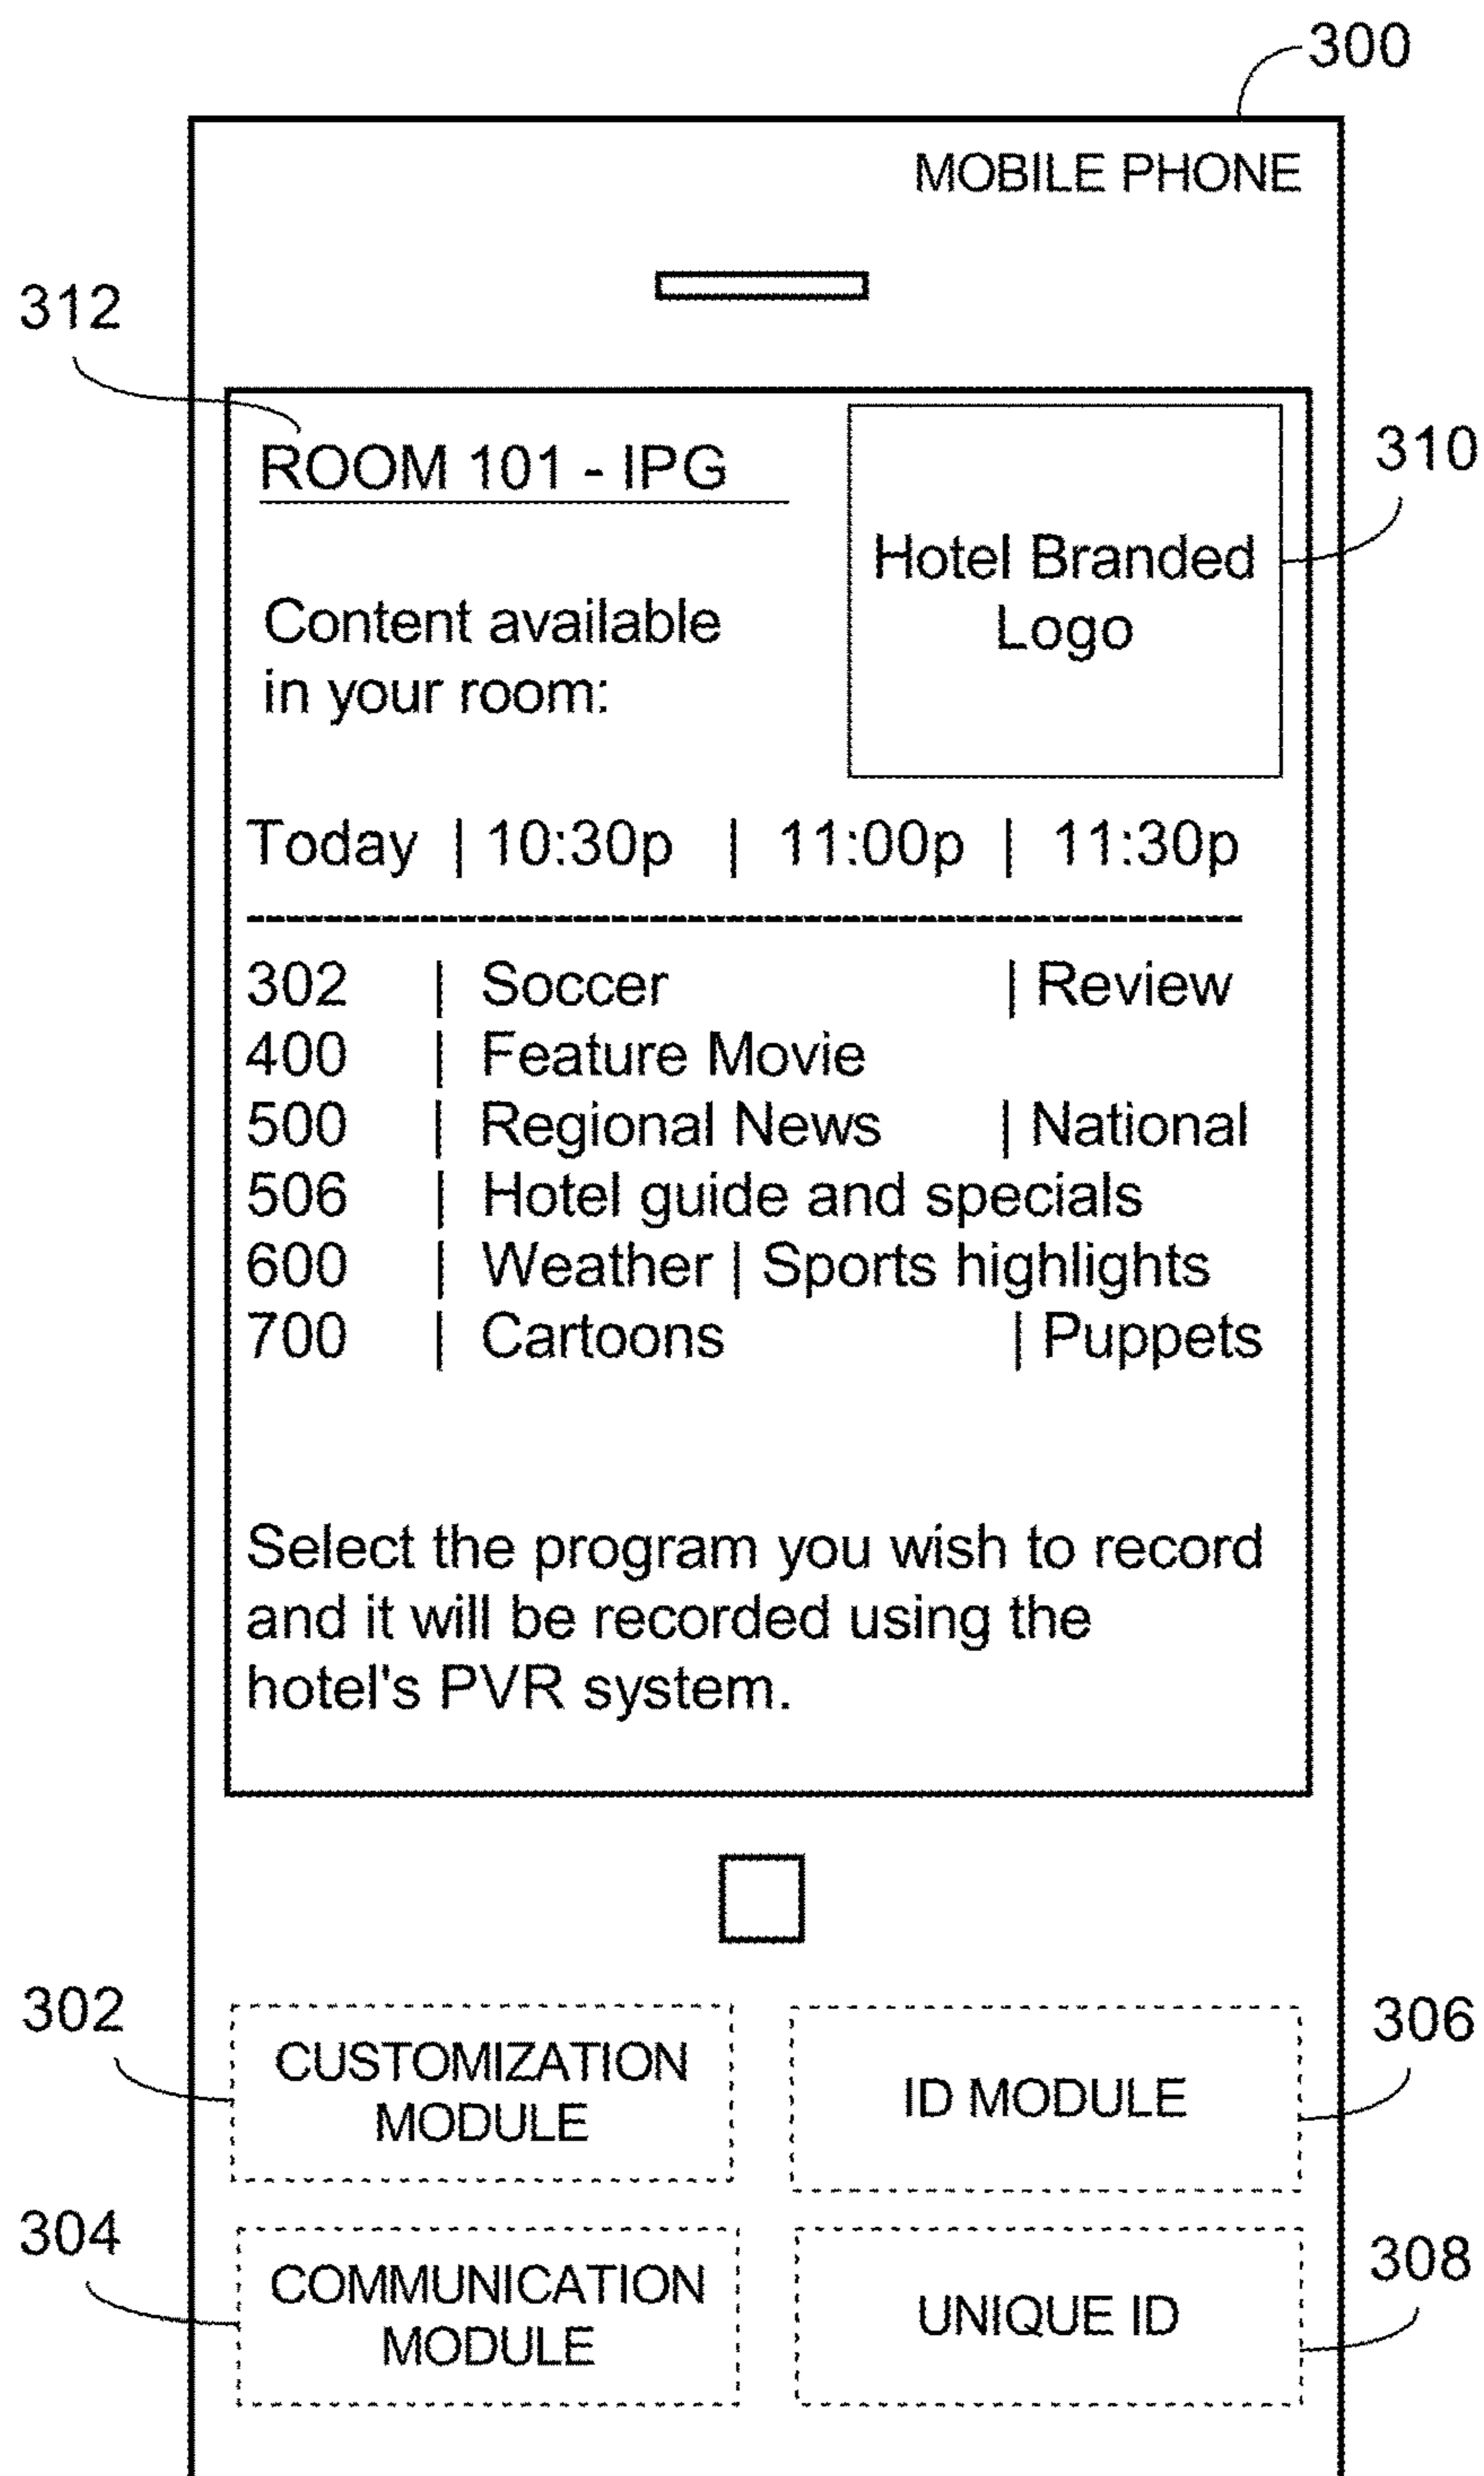 300
MOBILE PHONE
312
ROOM 101 - IPG
310
Hotel Branded
Logo
Content available
in your room:
Today | 10:30p | 11:00p | 11:30p
--------------------------------------------------
302 | Soccer | Review
400 | Feature Movie
500 | Regional News | National
506 | Hotel guide and specials
600 | Weather | Sports highlights
700 | Cartoons | Puppets
Select the program you wish to record
and it will be recorded using the
hotel's PVR system.
302
CUSTOMIZATION
MODULE
306
ID MODULE
304
COMMUNICATION
MODULE
308
UNIQUE ID